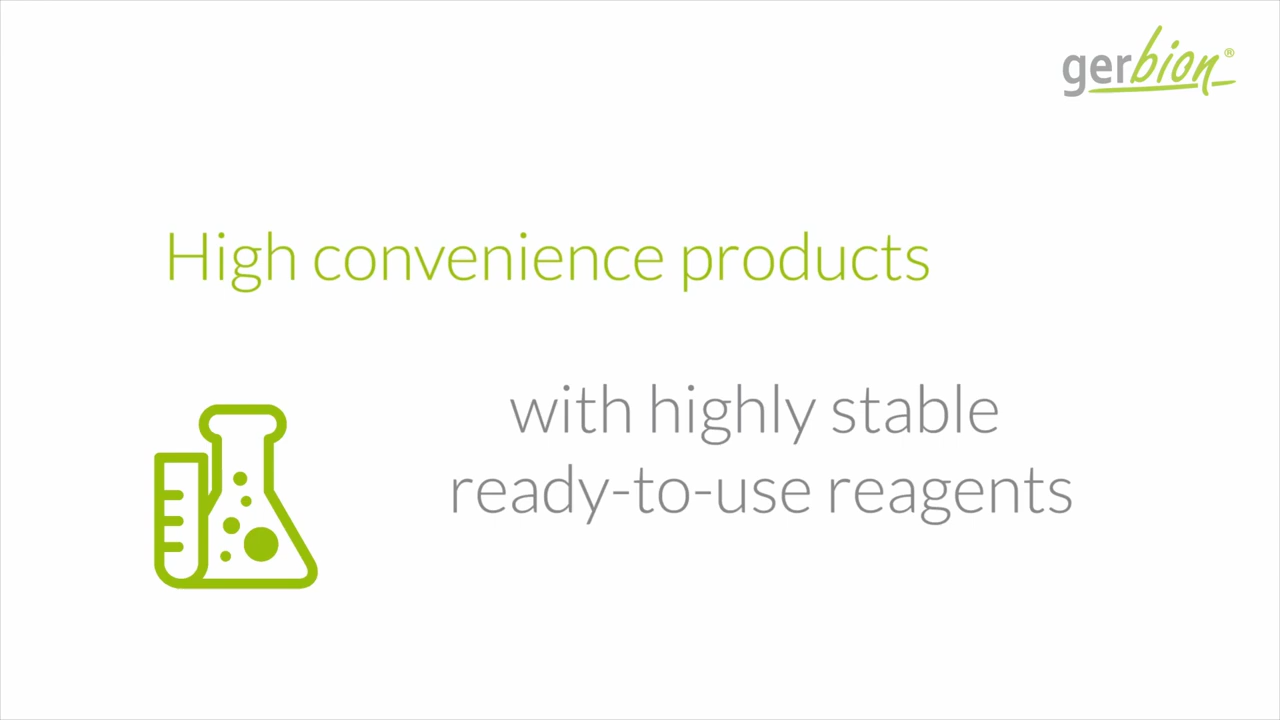 gerbion®
High convenience products
with highly stable
ready-to-use reagents